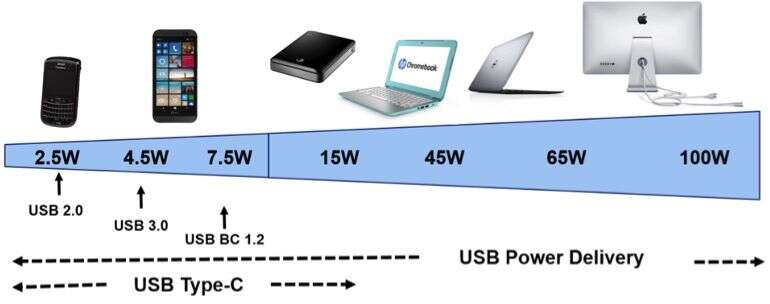 hp Chromebook
2.5W 4.5W 7.5W 15W 45W 65W 100W
USB 2.0
USB 3.0
USB BC 1.2
USB Power Delivery
USB Type-C